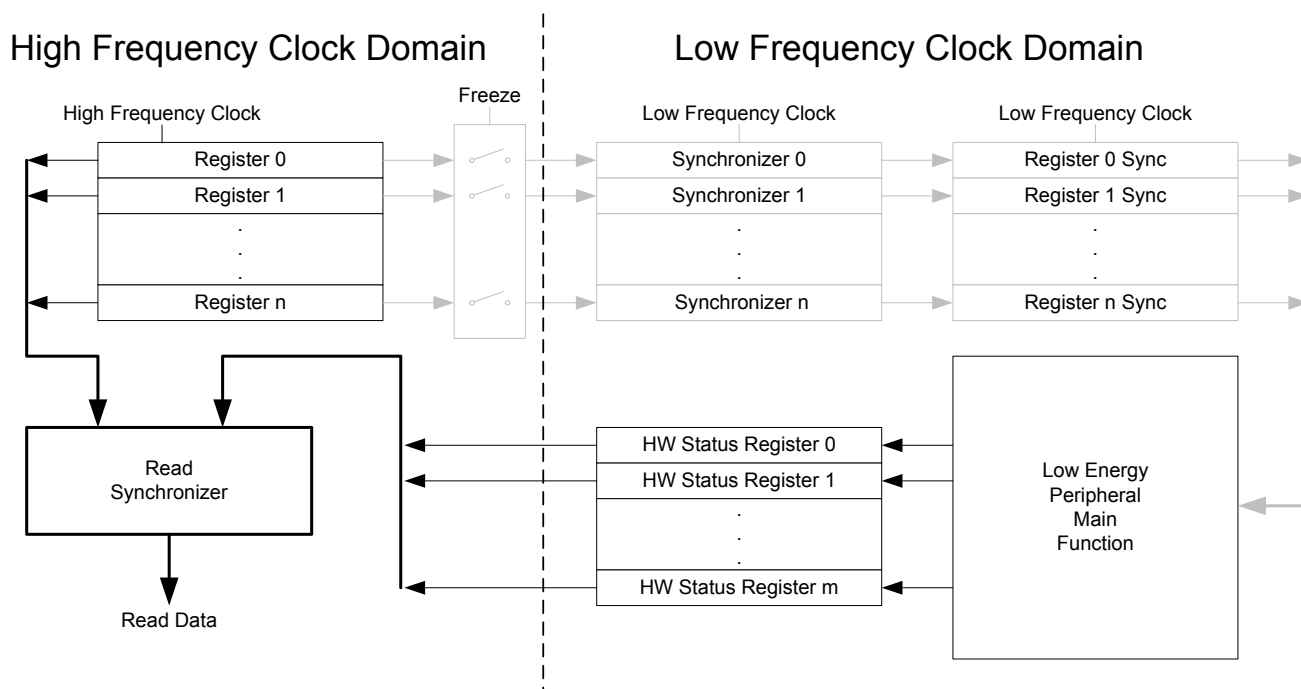 High Frequency Clock Domain
Low Frequency Clock Domain
Freeze
High Frequency Clock
Low Frequency Clock
Low Frequency Clock
Register 0
Synchronizer 0
Register 0 Sync
Register 1
Synchronizer 1
Register 1 Sync
.
.
.
.
.
.
.
.
.
Register n
Synchronizer n
Register n Sync
Read
Synchronizer
Read Data
HW Status Register 0
HW Status Register 1
.
.
.
HW Status Register m
Low Energy
Peripheral
Main
Function